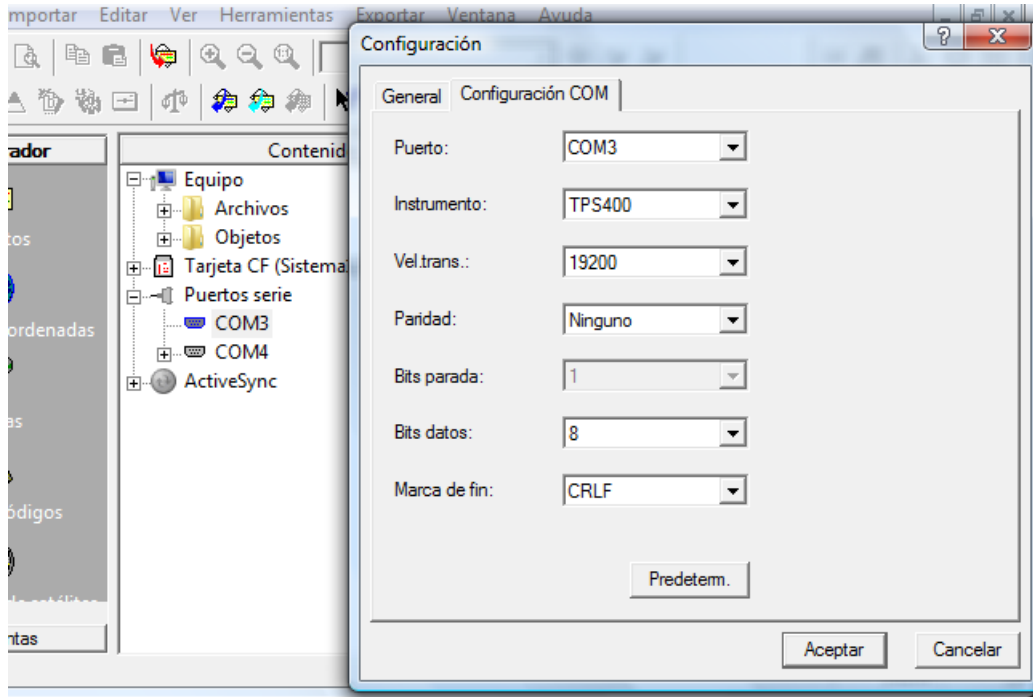 mportar Editar Ver Herramientas Exportar Ventana Ayuda
Configuración
General Configuración COM
rador
Contenid
Puerto: COM3
Equipo
Archivos
Instrumento: TPS400
tos
Objetos
Vel.trans.: 19200
Tarjeta CF (Sistema
Puertos serie
COM3
Paridad: Ninguno
ordenadas
COM4
ActiveSync
Bits parada: 1
as
Bits datos: 8
Marca de fin: CRLF
ódigos
Predeterm.
ntas
Aceptar Cancelar